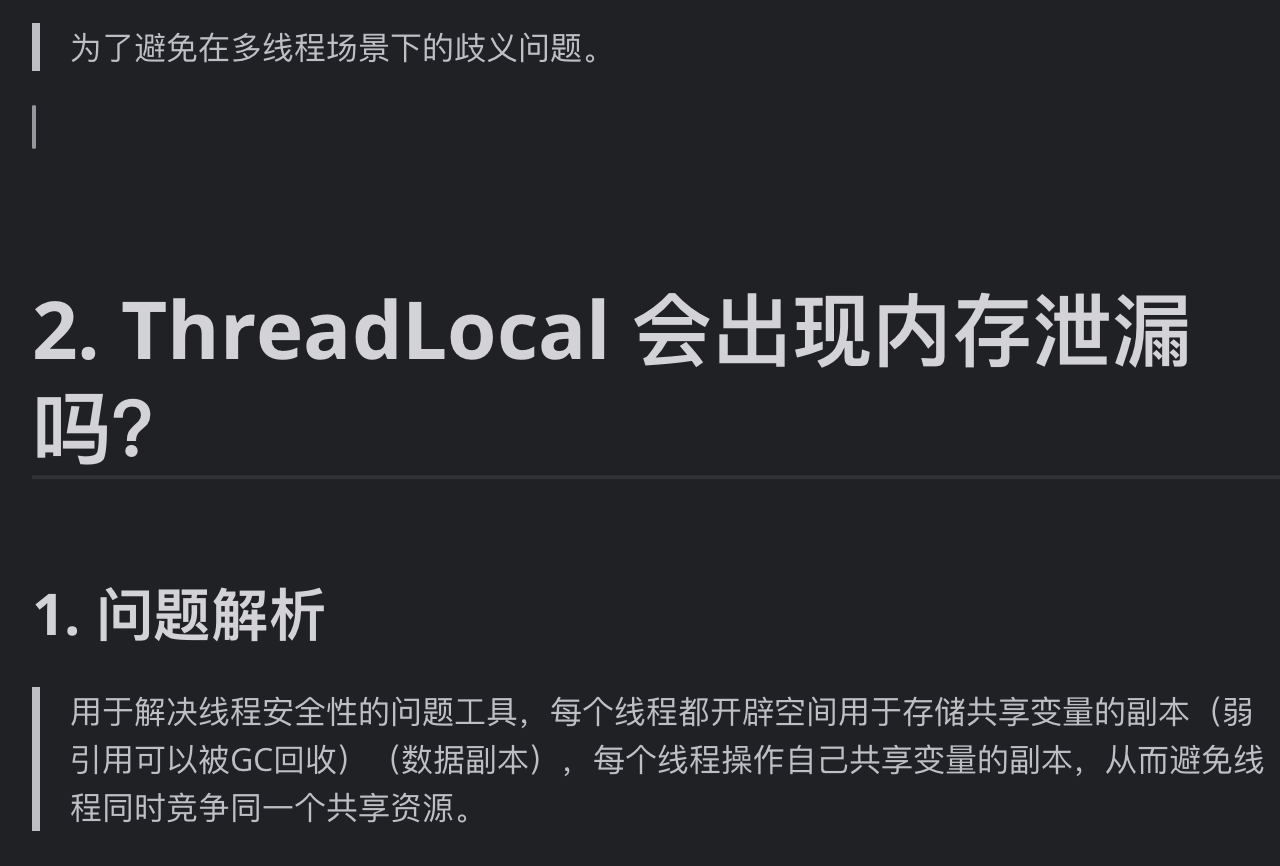 为了避免在多线程场景下的歧义问题。
2. ThreadLocal 会出现内存泄漏
吗?
1. 问题解析
用于解决线程安全性的问题工具，每个线程都开辟空间用于存储共享变量的副本（弱
引用可以被GC回收）（数据副本），每个线程操作自己共享变量的副本，从而避免线
程同时竞争同一个共享资源。